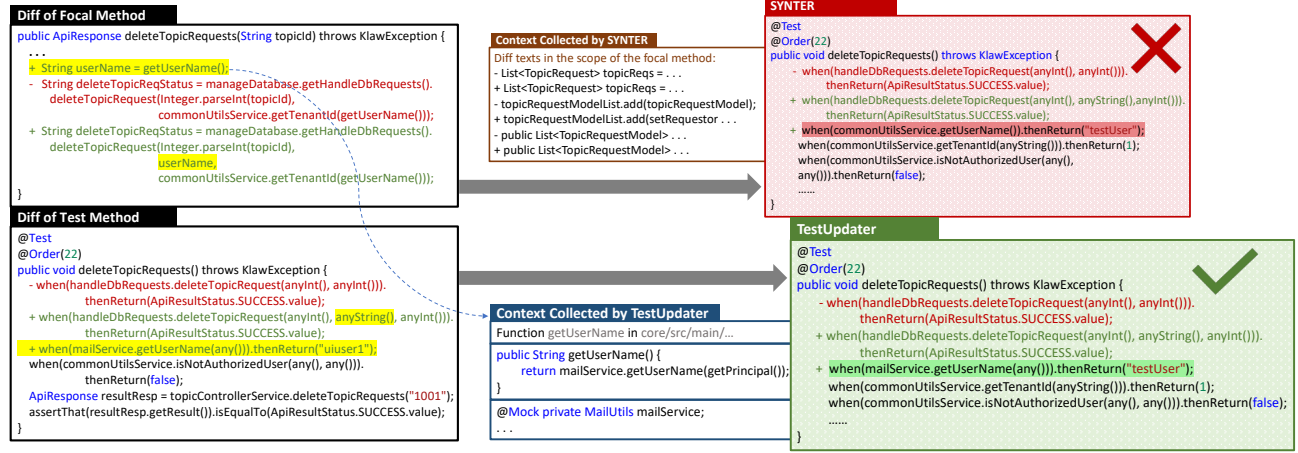 Diff of Focal Method
public ApiResponse deleteTopicRequests(String topicId) throws KlawException {
. . .
+ String userName = getUserName();
- String deleteTopicReqStatus = manageDatabase.getHandleDbRequests().
deleteTopicRequest(Integer.parseInt(topicId),
commonUtilsService.getTenantId(getUserName()));
+ String deleteTopicReqStatus = manageDatabase.getHandleDbRequests().
deleteTopicRequest(Integer.parseInt(topicId),
userName,
commonUtilsService.getTenantId(getUserName()));
}
Diff of Test Method
@Test
@Order(22)
public void deleteTopicRequests() throws KlawException {
- when(handleDbRequests.deleteTopicRequest(anyInt(), anyInt())).
thenReturn(ApiResultStatus.SUCCESS.value);
+ when(handleDbRequests.deleteTopicRequest(anyInt(), anyString(), anyInt())).
thenReturn(ApiResultStatus.SUCCESS.value);
+ when(mailService.getUserName(any())).thenReturn("uiuser1");
when(commonUtilsService.isNotAuthorizedUser(any(), any())).
thenReturn(false);
ApiResponse resultResp = topicControllerService.deleteTopicRequests("1001");
assertThat(resultResp.getResult()).isEqualTo(ApiResultStatus.SUCCESS.value);
}
Context Collected by SYNTER
Diff texts in the scope of the focal method:
- List<TopicRequest> topicReqs = . . .
+ List<TopicRequest> topicReqs = . . .
- topicRequestModelList.add(topicRequestModel);
+ topicRequestModelList.add(setRequestor . . .
- public List<TopicRequestModel> . . .
+ public List<TopicRequestModel> . . .
Context Collected by TestUpdater
Function getUserName in core/src/main/...
public String getUserName() {
return mailService.getUserName(getPrincipal());
}
@Mock private MailUtils mailService;
. . .
SYNTER
@Test
@Order(22)
public void deleteTopicRequests() throws KlawException {
- when(handleDbRequests.deleteTopicRequest(anyInt(), anyInt())).
thenReturn(ApiResultStatus.SUCCESS.value);
+ when(handleDbRequests.deleteTopicRequest(anyInt(), anyString(),anyInt())).
thenReturn(ApiResultStatus.SUCCESS.value);
+ when(commonUtilsService.getUserName()).thenReturn("testUser");
when(commonUtilsService.getTenantId(anyString())).thenReturn(1);
when(commonUtilsService.isNotAuthorizedUser(any(),
any())).thenReturn(false);
......
}
TestUpdater
@Test
@Order(22)
public void deleteTopicRequests() throws KlawException {
- when(handleDbRequests.deleteTopicRequest(anyInt(), anyInt())).
thenReturn(ApiResultStatus.SUCCESS.value);
+ when(handleDbRequests.deleteTopicRequest(anyInt(), anyString(), anyInt())).
thenReturn(ApiResultStatus.SUCCESS.value);
+ when(mailService.getUserName(any())).thenReturn("testUser");
when(commonUtilsService.getTenantId(anyString())).thenReturn(1);
when(commonUtilsService.isNotAuthorizedUser(any(), any())).thenReturn(false);
......
}